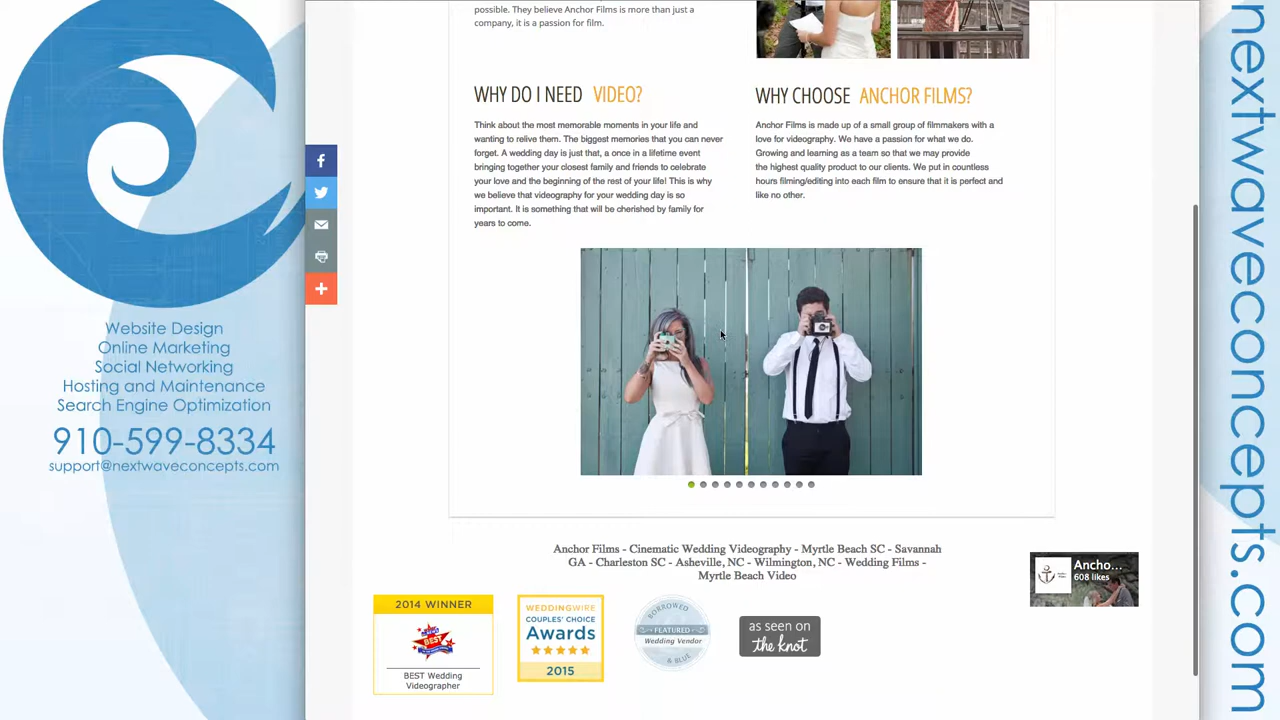 possible. They believe Anchor Films is more than just a
company, it is a passion for film.
WHY DO I NEED VIDEO?
Think about the most memorable moments in your life and
wanting to relive them. The biggest memories that you can never
forget. A wedding day is just that, a once in a lifetime event
bringing together your closest family and friends to celebrate
your love and the beginning of the rest of your life! This is why
we believe that videography for your wedding day is so
important. It is something that will be cherished by family for
years to come.
WHY CHOOSE ANCHOR FILMS?
Anchor Films is made up of a small group of filmmakers with a
love for videography. We have a passion for what we do.
Growing and learning as a team so that we may provide
the highest quality product to our clients. We put in countless
hours filming/editing into each film to ensure that it is perfect and
like no other.
Website Design
Online Marketing
Social Networking
Hosting and Maintenance
Search Engine Optimization
910-599-8334
support@nextwaveconcepts.com
Anchor Films - Cinematic Wedding Videography - Myrtle Beach SC - Savannah
GA - Charleston SC - Asheville, NC - Wilmington, NC - Wedding Films -
Myrtle Beach Video
Ancho...
608 likes
2014 WINNER
BEST
BEST Wedding
Videographer
WEDDINGWIRE
COUPLES' CHOICE
Awards
2015
BORROWED
FEATURED
Wedding Vendor
& BLUE
as seen on
the knot
nextwaveconcepts.com